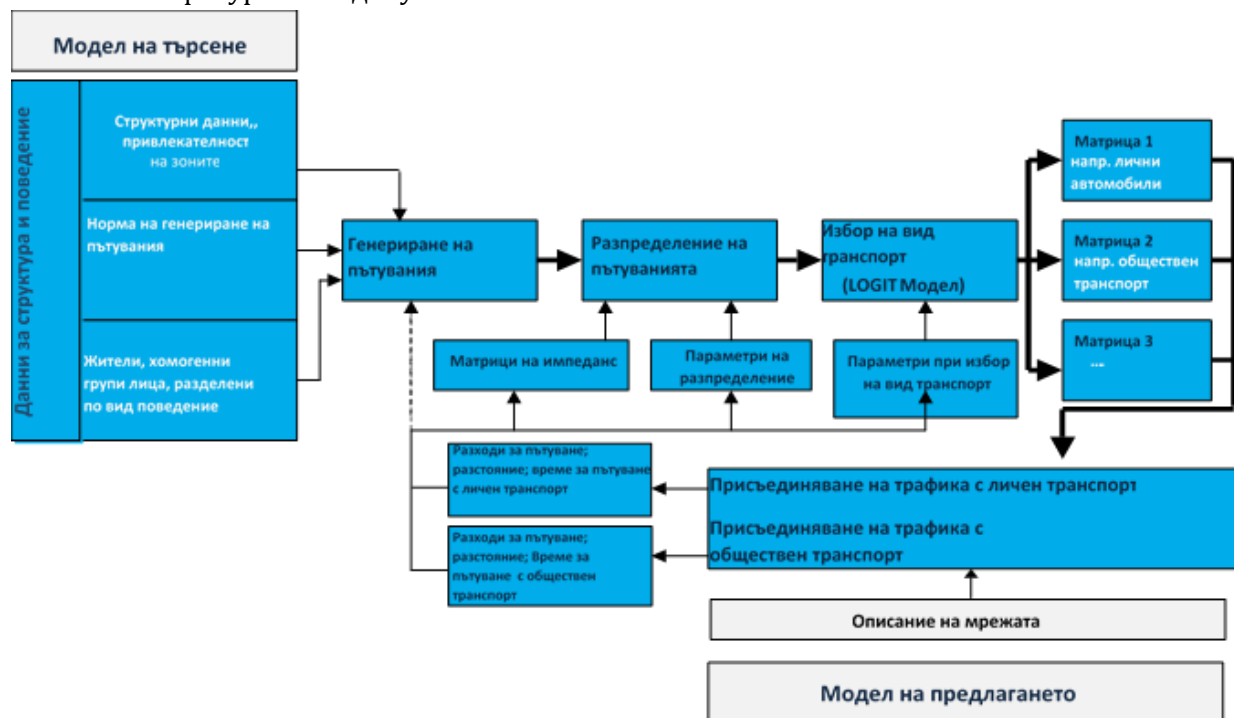 Модел на търсене
Данни за структура и поведение
Структурни данни,,
привлекателност
на зоните
Норма на генериране на
пътувания
Жители, хомогенни
групи лица, разделени
по вид поведение
Генериране на
пътувания
Разпределение на
пътуванията
Избор на вид
транспорт
(LOGIT Модел)
Матрица 1
напр. лични
автомобили
Матрица 2
напр. обществен
транспорт
Матрица 3
...
Матрици на импеданс
Параметри на
разпределение
Параметри при избор
на вид транспорт
Разходи за пътуване;
разстояние; време за пътуване
с личен транспорт
Разходи за пътуване;
разстояние; Време за
пътуване с обществен
транспорт
Присъединяване на трафика с личен транспорт
Присъединяване на трафика с
обществен транспорт
Описание на мрежата
Модел на предлагането